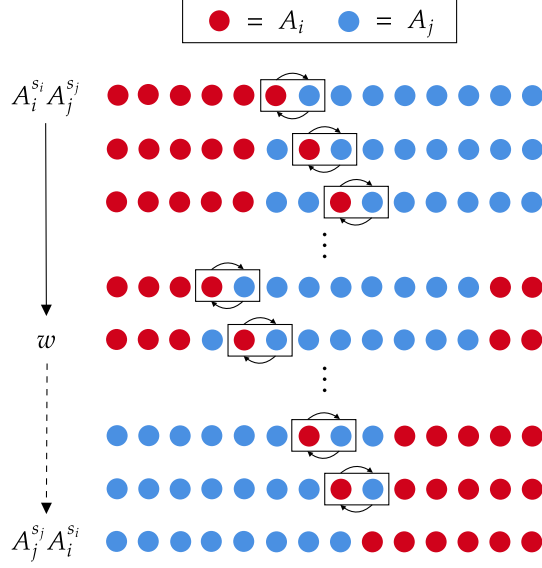 = A_i = A_j
A_i^{s_i} A_j^{s_j}
w
A_j^{s_j} A_i^{s_i}